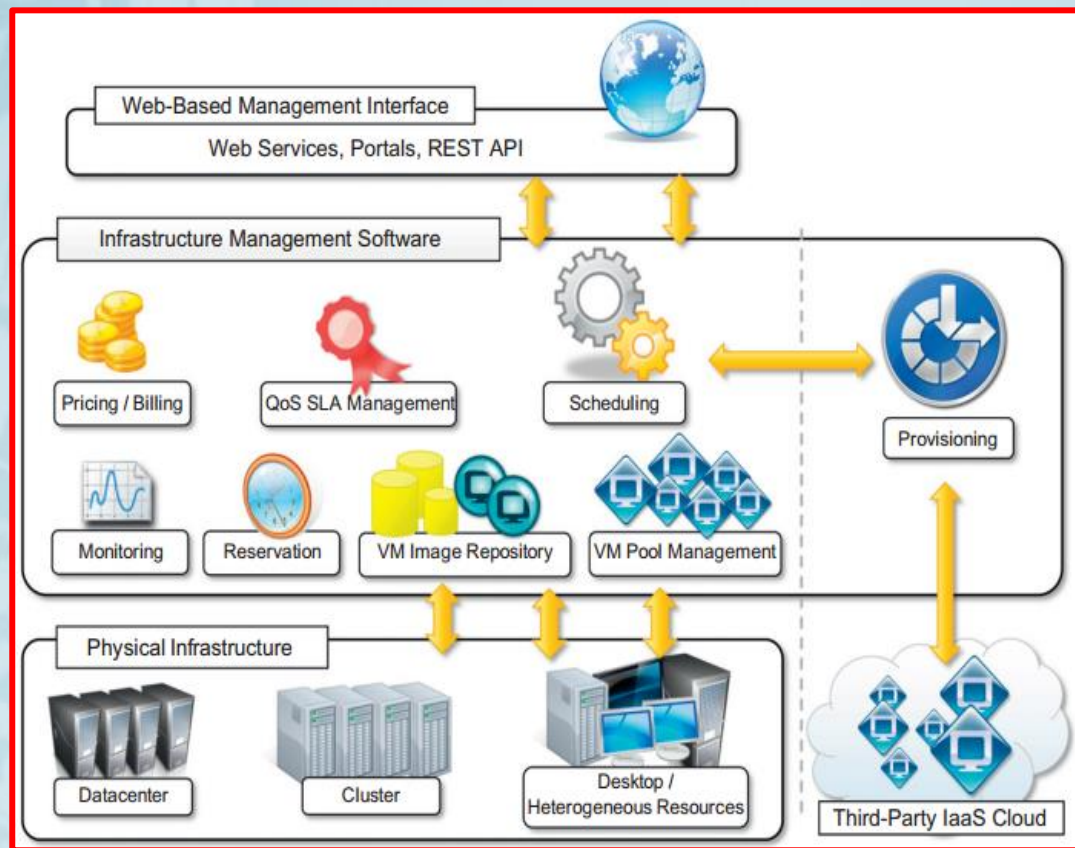 Web-Based Management Interface
Web Services, Portals, REST API
Infrastructure Management Software
Pricing / Billing
QoS SLA Management
Scheduling
Provisioning
Monitoring
Reservation
VM Image Repository
VM Pool Management
Physical Infrastructure
Datacenter
Cluster
Desktop /
Heterogeneous Resources
Third-Party IaaS Cloud